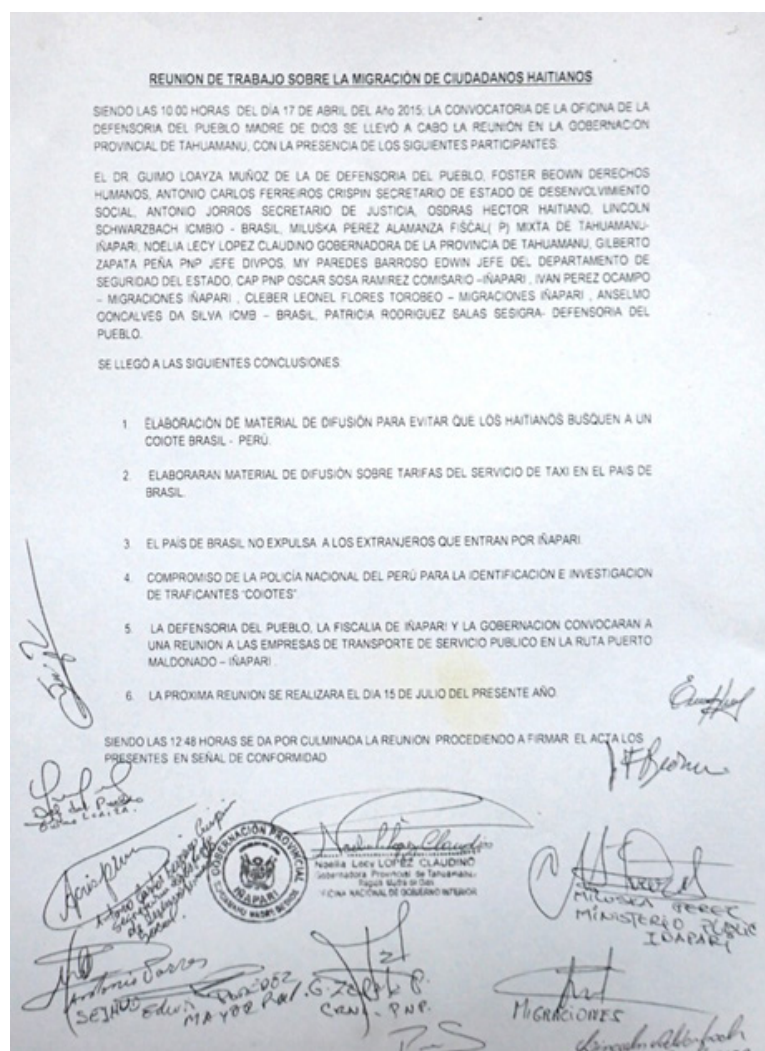 REUNION DE TRABAJO SOBRE LA MIGRACIÓN DE CIUDADANOS HAITIANOS
SIENDO LAS 10.00 HORAS DEL DÍA 17 DE ABRIL DEL Año 2015; LA CONVOCATORIA DE LA OFICINA DE LA
DEFENSORIA DEL PUEBLO MADRE DE DIOS SE LLEVÓ A CABO LA REUNIÓN EN LA GOBERNACION
PROVINCIAL DE TAHUAMANU, CON LA PRESENCIA DE LOS SIGUIENTES PARTICIPANTES:
EL DR. GUIMO LOAYZA MUÑOZ DE LA DE DEFENSORIA DEL PUEBLO, FOSTER BEOWN DERECHOS
HUMANOS, ANTONIO CARLOS FERREIROS CRISPIN SECRETARIO DE ESTADO DE DESENVOLVIMIENTO
SOCIAL, ANTONIO JORROS SECRETARIO DE JUSTICIA, OSDRAS HECTOR HAITIANO, LINCOLN
SCHWARZBACH ICMBIO - BRASIL, MILUSKA PEREZ ALAMANZA FISCAL( P) MIXTA DE TAHUAMANU-
IÑAPARI, NOELIA LECY LOPEZ CLAUDINO GOBERNADORA DE LA PROVINCIA DE TAHUAMANU, GILBERTO
ZAPATA PEÑA PNP JEFE DIVPOS, MY PAREDES BARROSO EDWIN JEFE DEL DEPARTAMENTO DE
SEGURIDAD DEL ESTADO, CAP PNP OSCAR SOSA RAMIREZ COMISARIO –IÑAPARI , IVAN PEREZ OCAMPO
– MIGRACIONES IÑAPARI , CLEBER LEONEL FLORES TOROBEO – MIGRACIONES IÑAPARI , ANSELMO
GONCALVES DA SILVA ICMB – BRASIL, PATRICIA RODRIGUEZ SALAS SESIGRA- DEFENSORIA DEL
PUEBLO.
SE LLEGÓ A LAS SIGUIENTES CONCLUSIONES:
1. ELABORACIÓN DE MATERIAL DE DIFUSIÓN PARA EVITAR QUE LOS HAITIANOS BUSQUEN A UN
COIOTE BRASIL - PERÚ.
2. ELABORARAN MATERIAL DE DIFUSIÓN SOBRE TARIFAS DEL SERVICIO DE TAXI EN EL PAIS DE
BRASIL.
3. EL PAÍS DE BRASIL NO EXPULSA A LOS EXTRANJEROS QUE ENTRAN POR IÑAPARI.
4. COMPROMISO DE LA POLICÍA NACIONAL DEL PERÚ PARA LA IDENTIFICACION E INVESTIGACION
DE TRAFICANTES "COIOTES".
5. LA DEFENSORIA DEL PUEBLO, LA FISCALIA DE IÑAPARI Y LA GOBERNACION CONVOCARAN A
UNA REUNION A LAS EMPRESAS DE TRANSPORTE DE SERVICIO PUBLICO EN LA RUTA PUERTO
MALDONADO – IÑAPARI .
6. LA PROXIMA REUNION SE REALIZARA EL DIA 15 DE JULIO DEL PRESENTE AÑO.
SIENDO LAS 12:48 HORAS SE DA POR CULMINADA LA REUNION PROCEDIENDO A FIRMAR EL ACTA LOS
PRESENTES EN SEÑAL DE CONFORMIDAD
Def. del Pueblo
GOBERNACIÓN PROVINCIAL
IÑAPARI
Noelia Lecy LOPEZ CLAUDINO
Gobernadora Provincial de Tahuamanu
Región Madre de Dios
OFICINA NACIONAL DE GOBIERNO INTERIOR
MILUSKA PEREZ
MINISTERIO PUBLIC
IÑAPARI
Edwin PAREDES
MAYOR PNP
CRNL - PNP.
MIGRACIONES